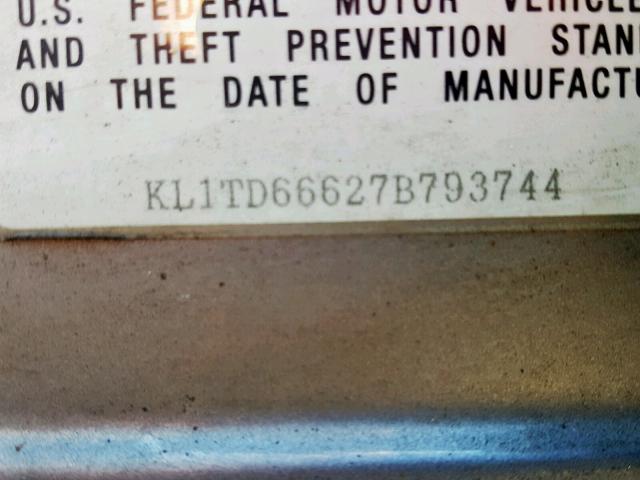 U.S. FEDERAL MOTOR VEHICLE
AND THEFT PREVENTION STAN
ON THE DATE OF MANUFACTU
KL1TD66627B793744